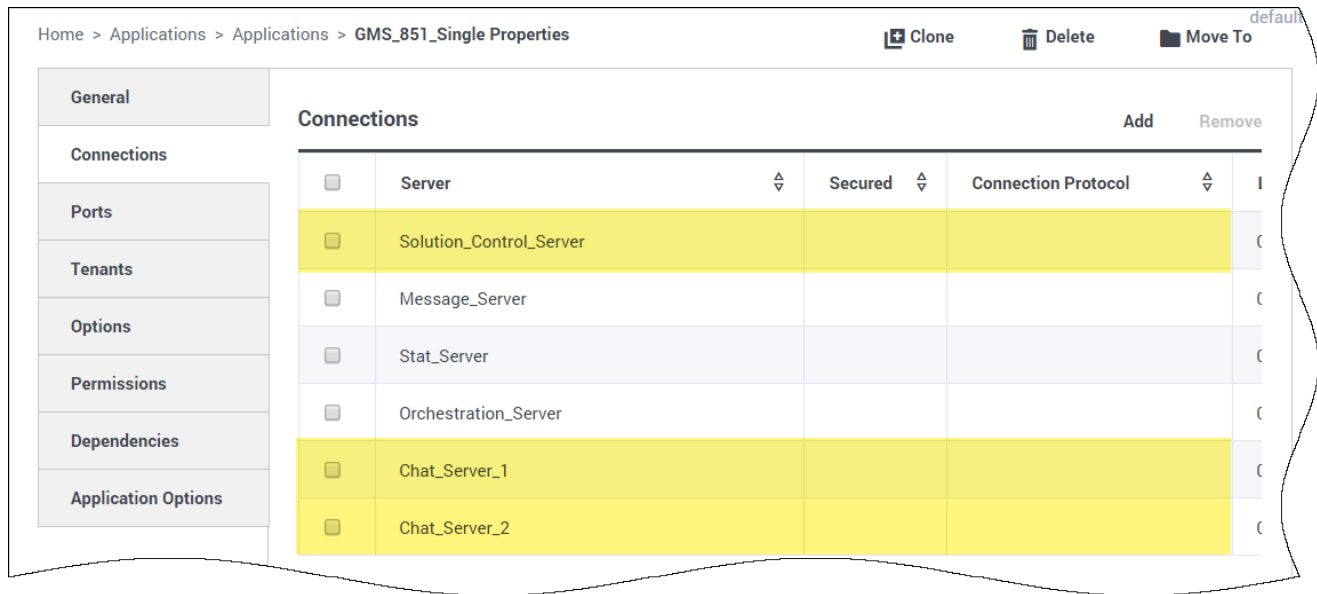 default
Home > Applications > Applications > GMS_851_Single Properties
Clone Delete Move To
General
Connections
Ports
Tenants
Options
Permissions
Dependencies
Application Options
Connections Add Remove
Server Secured Connection Protocol
Solution_Control_Server
Message_Server
Stat_Server
Orchestration_Server
Chat_Server_1
Chat_Server_2